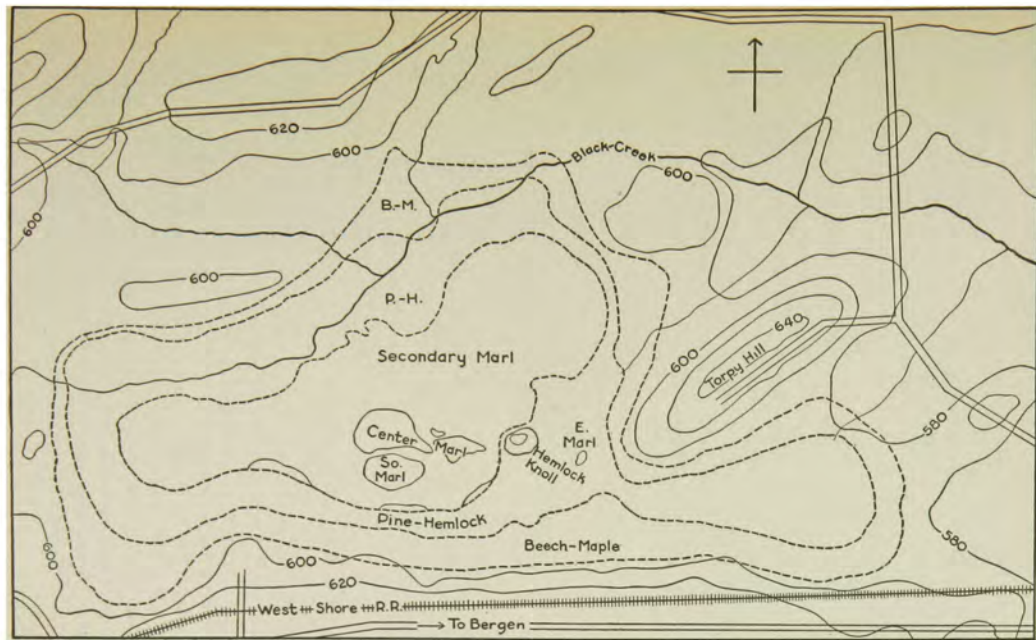 620
600
Black-Creek
600
B.-M.
600
600
P.-H.
640
600
Torpy Hill
Secondary Marl
580
Center
Marl
E.
Marl
So.
Marl
Hemlock
Knoll
Pine-Hemlock
Beech-Maple
580
600
600
620
West Shore R.R.
To Bergen